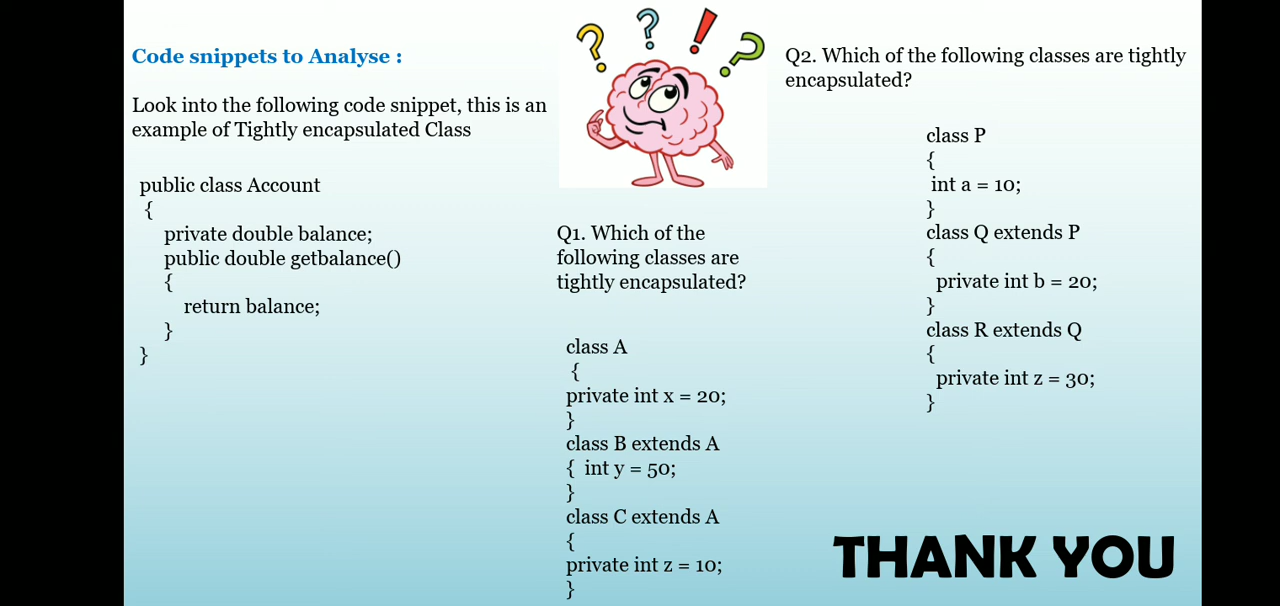 Code snippets to Analyse :
Look into the following code snippet, this is an
example of Tightly encapsulated Class
public class Account
{
private double balance;
public double getbalance()
{
return balance;
}
}
Q1. Which of the
following classes are
tightly encapsulated?
class A
{
private int x = 20;
}
class B extends A
{ int y = 50;
}
class C extends A
{
private int z = 10;
}
Q2. Which of the following classes are tightly
encapsulated?
class P
{
int a = 10;
}
class Q extends P
{
private int b = 20;
}
class R extends Q
{
private int z = 30;
}
THANK YOU